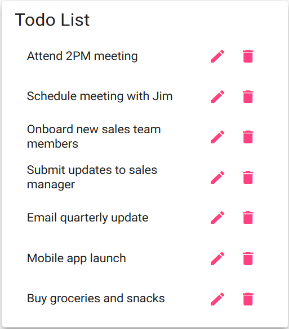 Todo List
Attend 2PM meeting
Schedule meeting with Jim
Onboard new sales team
members
Submit updates to sales
manager
Email quarterly update
Mobile app launch
Buy groceries and snacks